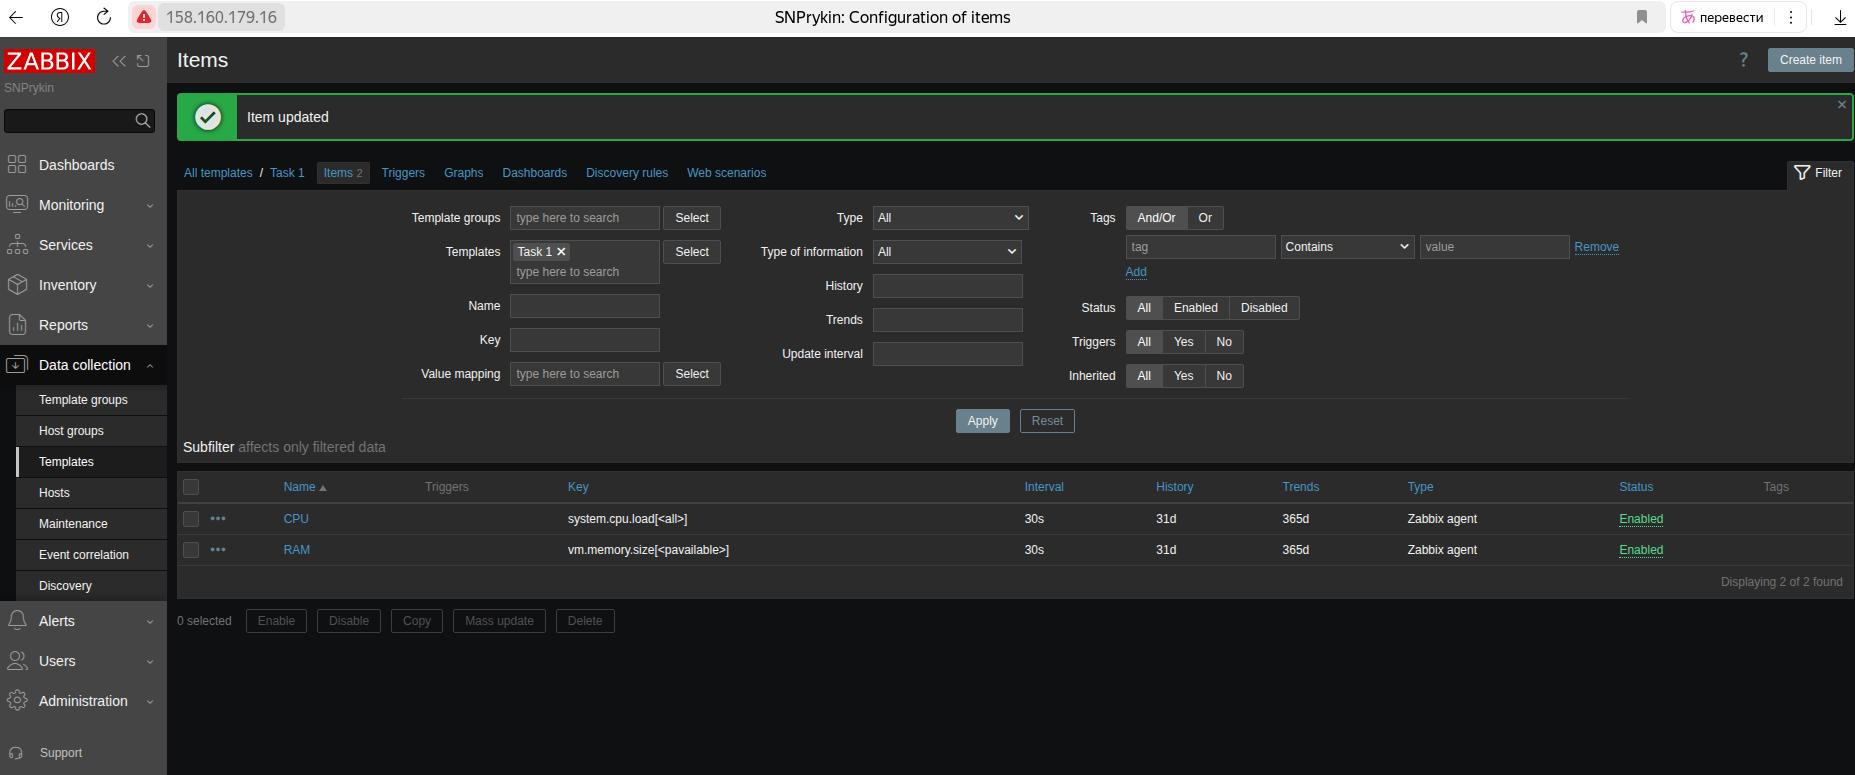 158.160.179.16
SNPrykin: Configuration of items
перевести
ZABBIX
SNPrykin
Dashboards
Monitoring
Services
Inventory
Reports
Data collection
Template groups
Host groups
Templates
Hosts
Maintenance
Event correlation
Discovery
Alerts
Users
Administration
Support
Items
?
Create item
Item updated
All templates / Task 1 Items 2 Triggers Graphs Dashboards Discovery rules Web scenarios
Filter
Template groups type here to search Select
Templates Task 1 Select
type here to search
Name
Key
Value mapping type here to search Select
Type All
Type of information All
History
Trends
Update interval
Tags And/Or Or
tag Contains value Remove
Add
Status All Enabled Disabled
Triggers All Yes No
Inherited All Yes No
Apply Reset
Subfilter affects only filtered data
Name Triggers Key Interval History Trends Type Status Tags
CPU system.cpu.load[<all>] 30s 31d 365d Zabbix agent Enabled
RAM vm.memory.size[<pavailable>] 30s 31d 365d Zabbix agent Enabled
Displaying 2 of 2 found
0 selected Enable Disable Copy Mass update Delete